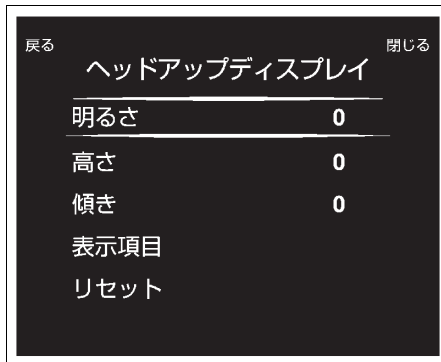 戻る
閉じる
ヘッドアップディスプレイ
明るさ 0
高さ 0
傾き 0
表示項目
リセット